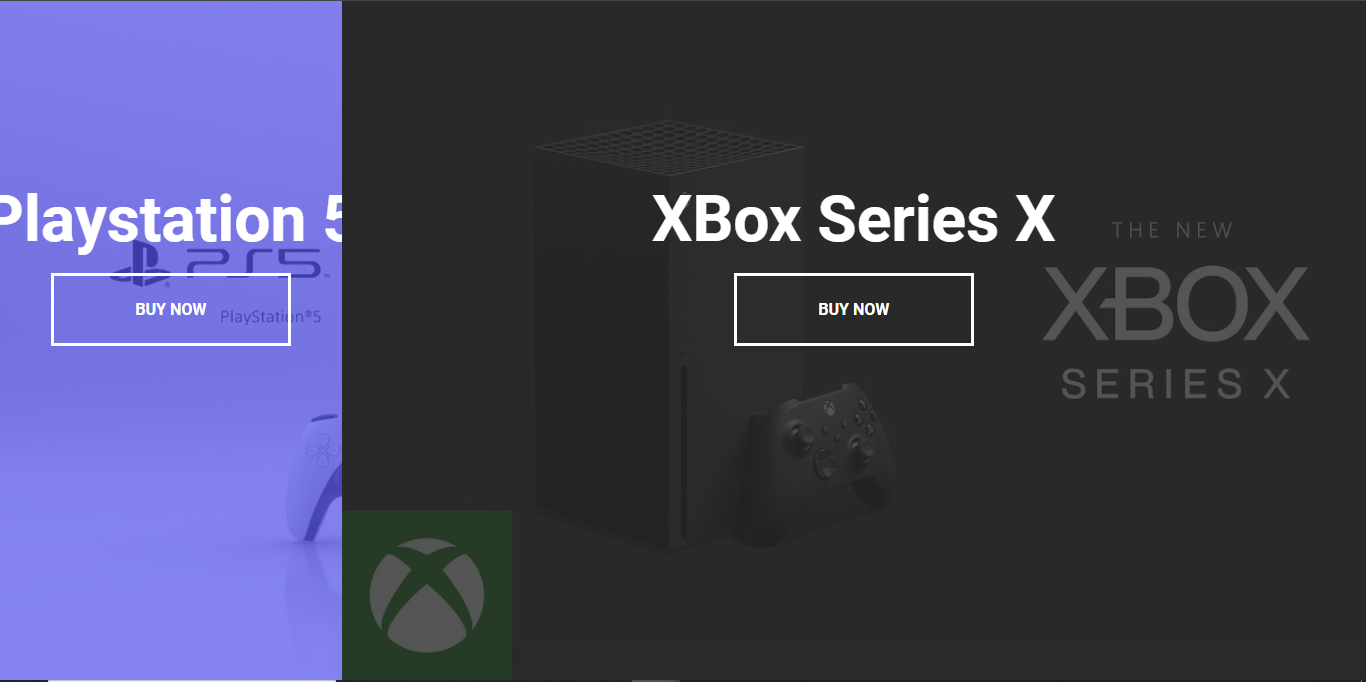 Playstation 5
PS5.
BUY NOW
PlayStation®5
XBox Series X
BUY NOW
THE NEW
XBOX
SERIES X